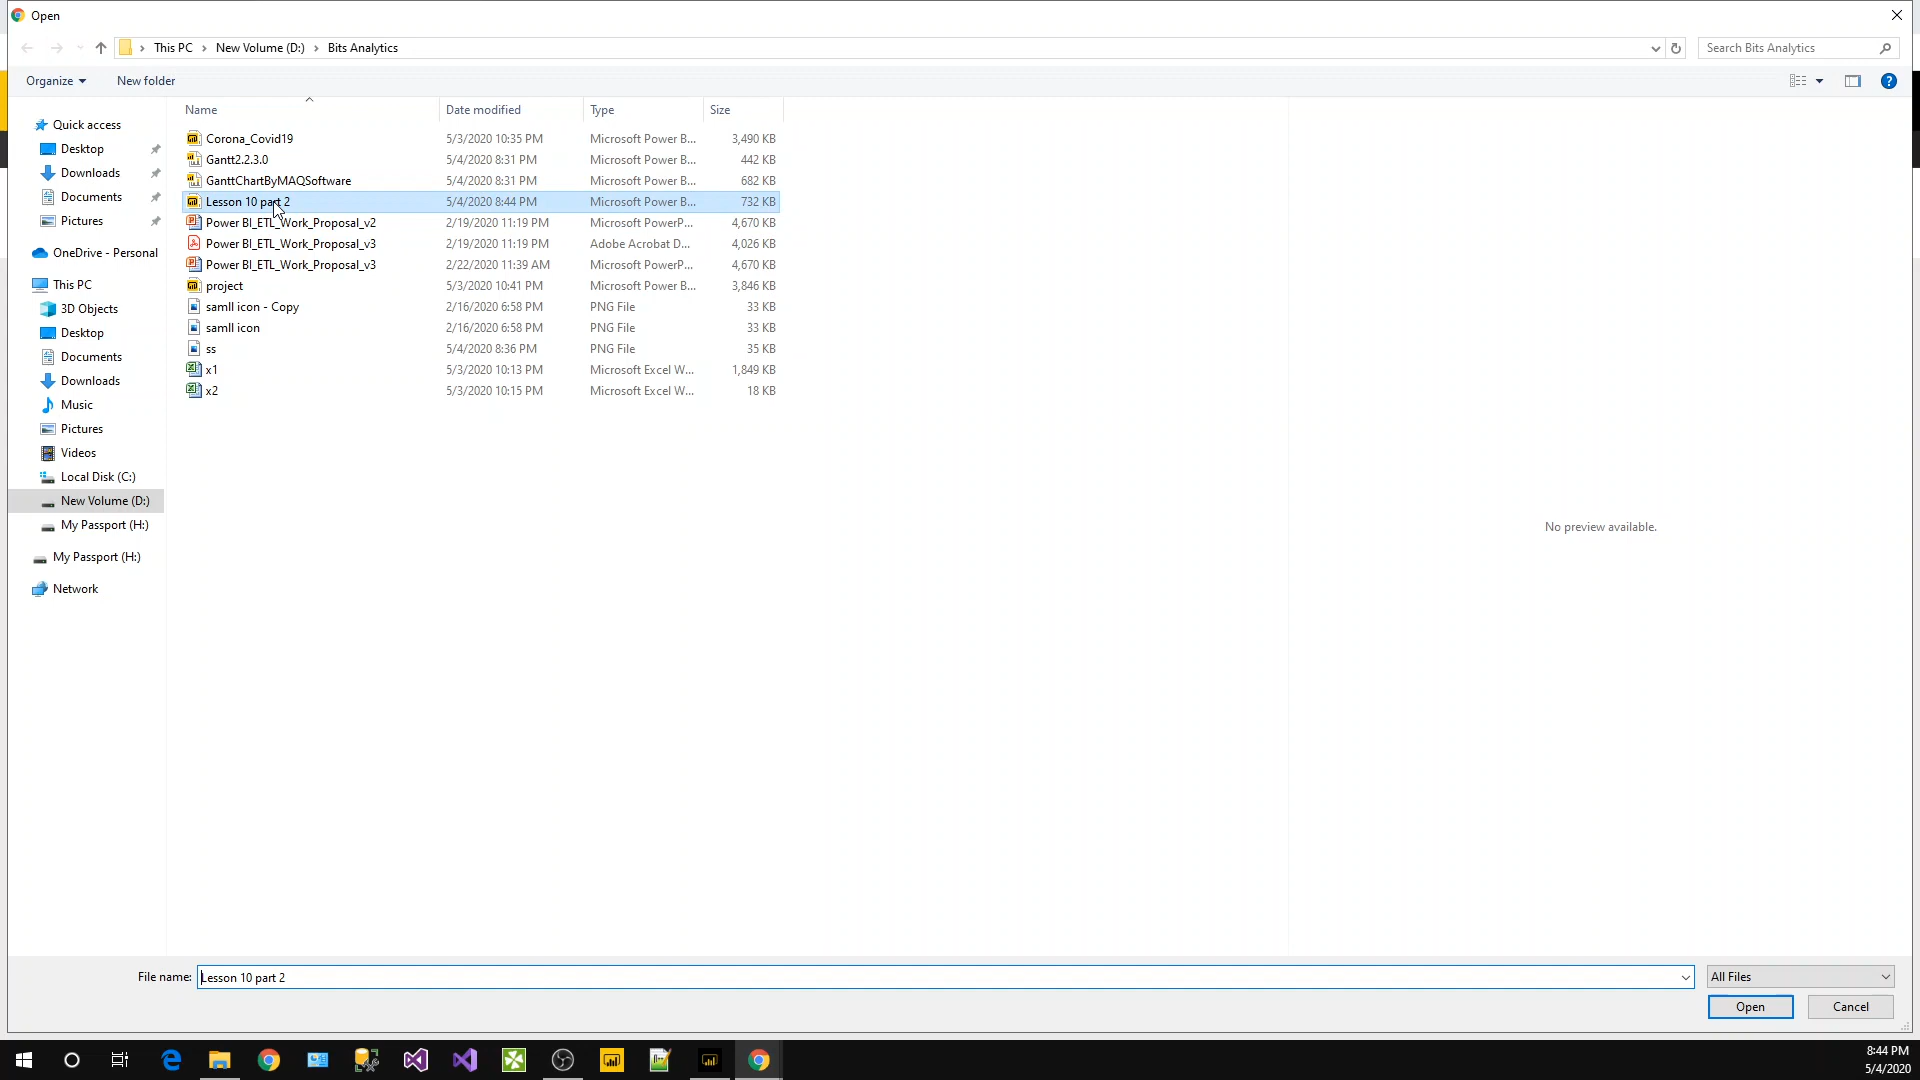 Open
This PC > New Volume (D:) > Bits Analytics
Search Bits Analytics
Organize
New folder
Name
Date modified
Type
Size
Corona_Covid19 5/3/2020 10:35 PM Microsoft Power B... 3,490 KB
Gantt2.2.3.0 5/4/2020 8:31 PM Microsoft Power B... 442 KB
GanttChartByMAQSoftware 5/4/2020 8:31 PM Microsoft Power B... 682 KB
Lesson 10 part 2 5/4/2020 8:44 PM Microsoft Power B... 732 KB
Power BI_ETL_Work_Proposal_v2 2/19/2020 11:19 PM Microsoft PowerP... 4,670 KB
Power BI_ETL_Work_Proposal_v3 2/19/2020 11:19 PM Adobe Acrobat D... 4,026 KB
Power BI_ETL_Work_Proposal_v3 2/22/2020 11:39 AM Microsoft PowerP... 4,670 KB
project 5/3/2020 10:41 PM Microsoft Power B... 3,846 KB
samll icon - Copy 2/16/2020 6:58 PM PNG File 33 KB
samll icon 2/16/2020 6:58 PM PNG File 33 KB
ss 5/4/2020 8:36 PM PNG File 35 KB
x1 5/3/2020 10:13 PM Microsoft Excel W... 1,849 KB
x2 5/3/2020 10:15 PM Microsoft Excel W... 18 KB
Quick access
Desktop
Downloads
Documents
Pictures
OneDrive - Personal
This PC
3D Objects
Desktop
Documents
Downloads
Music
Pictures
Videos
Local Disk (C:)
New Volume (D:)
My Passport (H:)
My Passport (H:)
Network
No preview available.
File name: Lesson 10 part 2
All Files
Open
Cancel
8:44 PM
5/4/2020